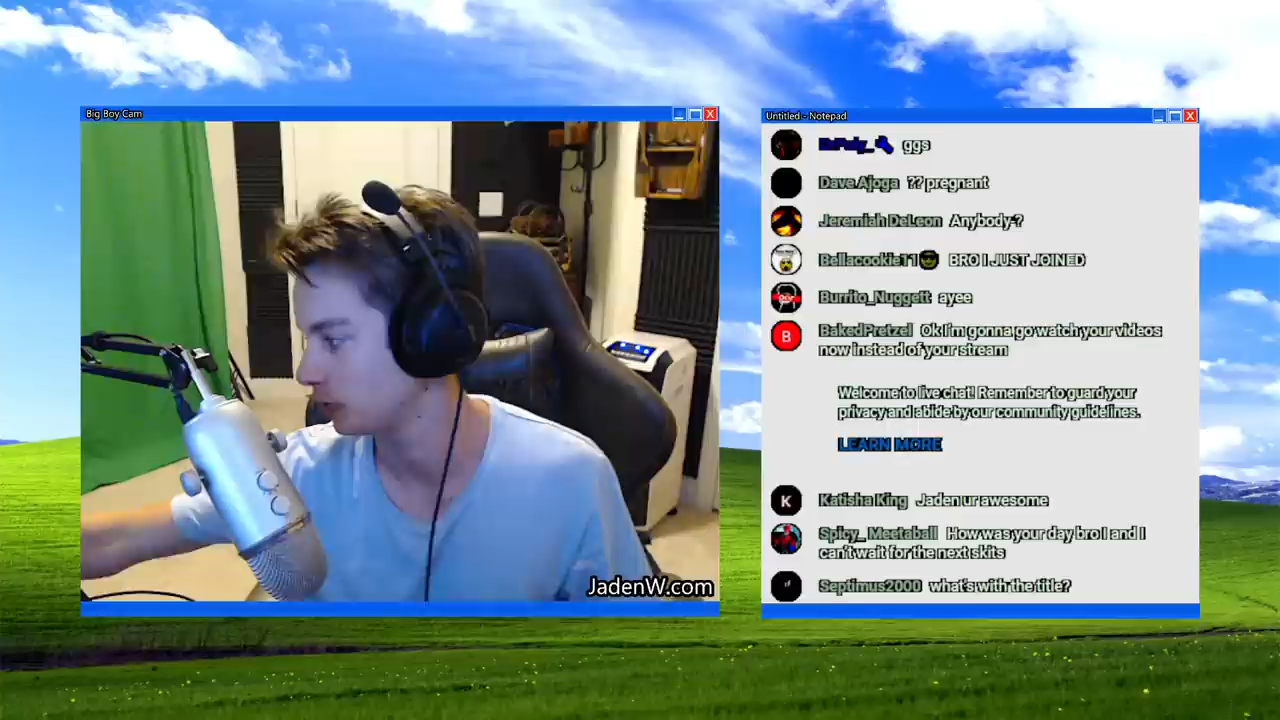 Big Boy Cam
JadenW.com
Untitled - Notepad
ggs
Dave Ajoga ?? pregnant
Jeremiah DeLeon Anybody ?
Bellacookie11 BRO I JUST JOINED
Burrito_Nuggett ayee
B BakedPretzel Ok I'm gonna go watch your videos
now instead of your stream
Welcome to live chat! Remember to guard your
privacy and abide by our community guidelines.
LEARN MORE
K Katisha King Jaden ur awesome
Spicy_ Meetaball How was your day bro I and I
can't wait for the next skits
Septimus2000 what's with the title?